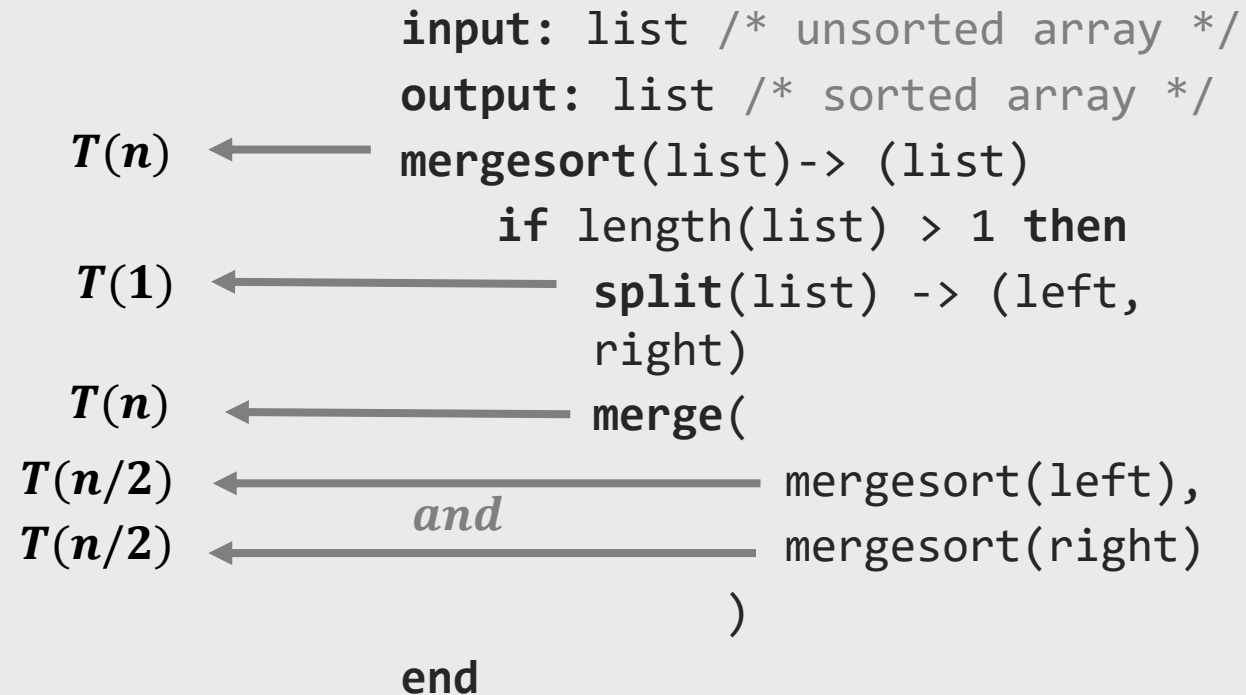 input: list /* unsorted array */
output: list /* sorted array */
T(n) mergesort(list)-> (list)
if length(list) > 1 then
T(1) split(list) -> (left,
right)
T(n) merge(
T(n/2) mergesort(left),
and
T(n/2) mergesort(right)
)
end